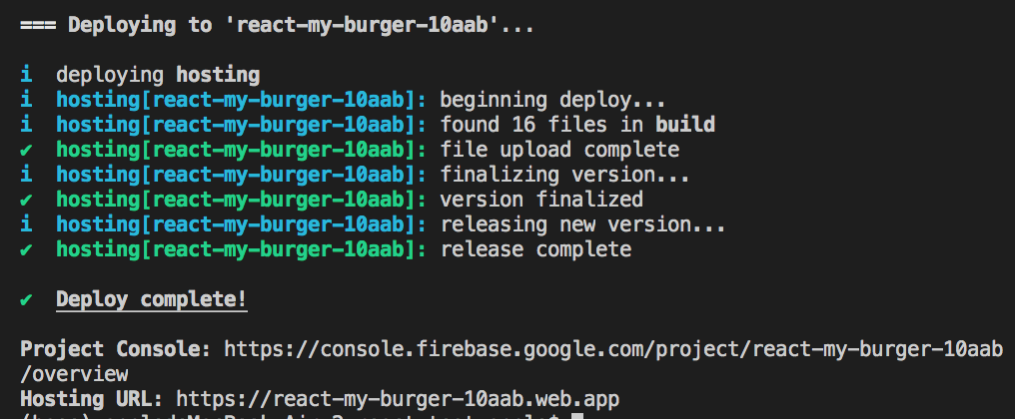 === Deploying to 'react-my-burger-10aab'...
i deploying hosting
i hosting[react-my-burger-10aab]: beginning deploy...
i hosting[react-my-burger-10aab]: found 16 files in build
✔ hosting[react-my-burger-10aab]: file upload complete
i hosting[react-my-burger-10aab]: finalizing version...
✔ hosting[react-my-burger-10aab]: version finalized
i hosting[react-my-burger-10aab]: releasing new version...
✔ hosting[react-my-burger-10aab]: release complete
✔ Deploy complete!
Project Console: https://console.firebase.google.com/project/react-my-burger-10aab
/overview
Hosting URL: https://react-my-burger-10aab.web.app